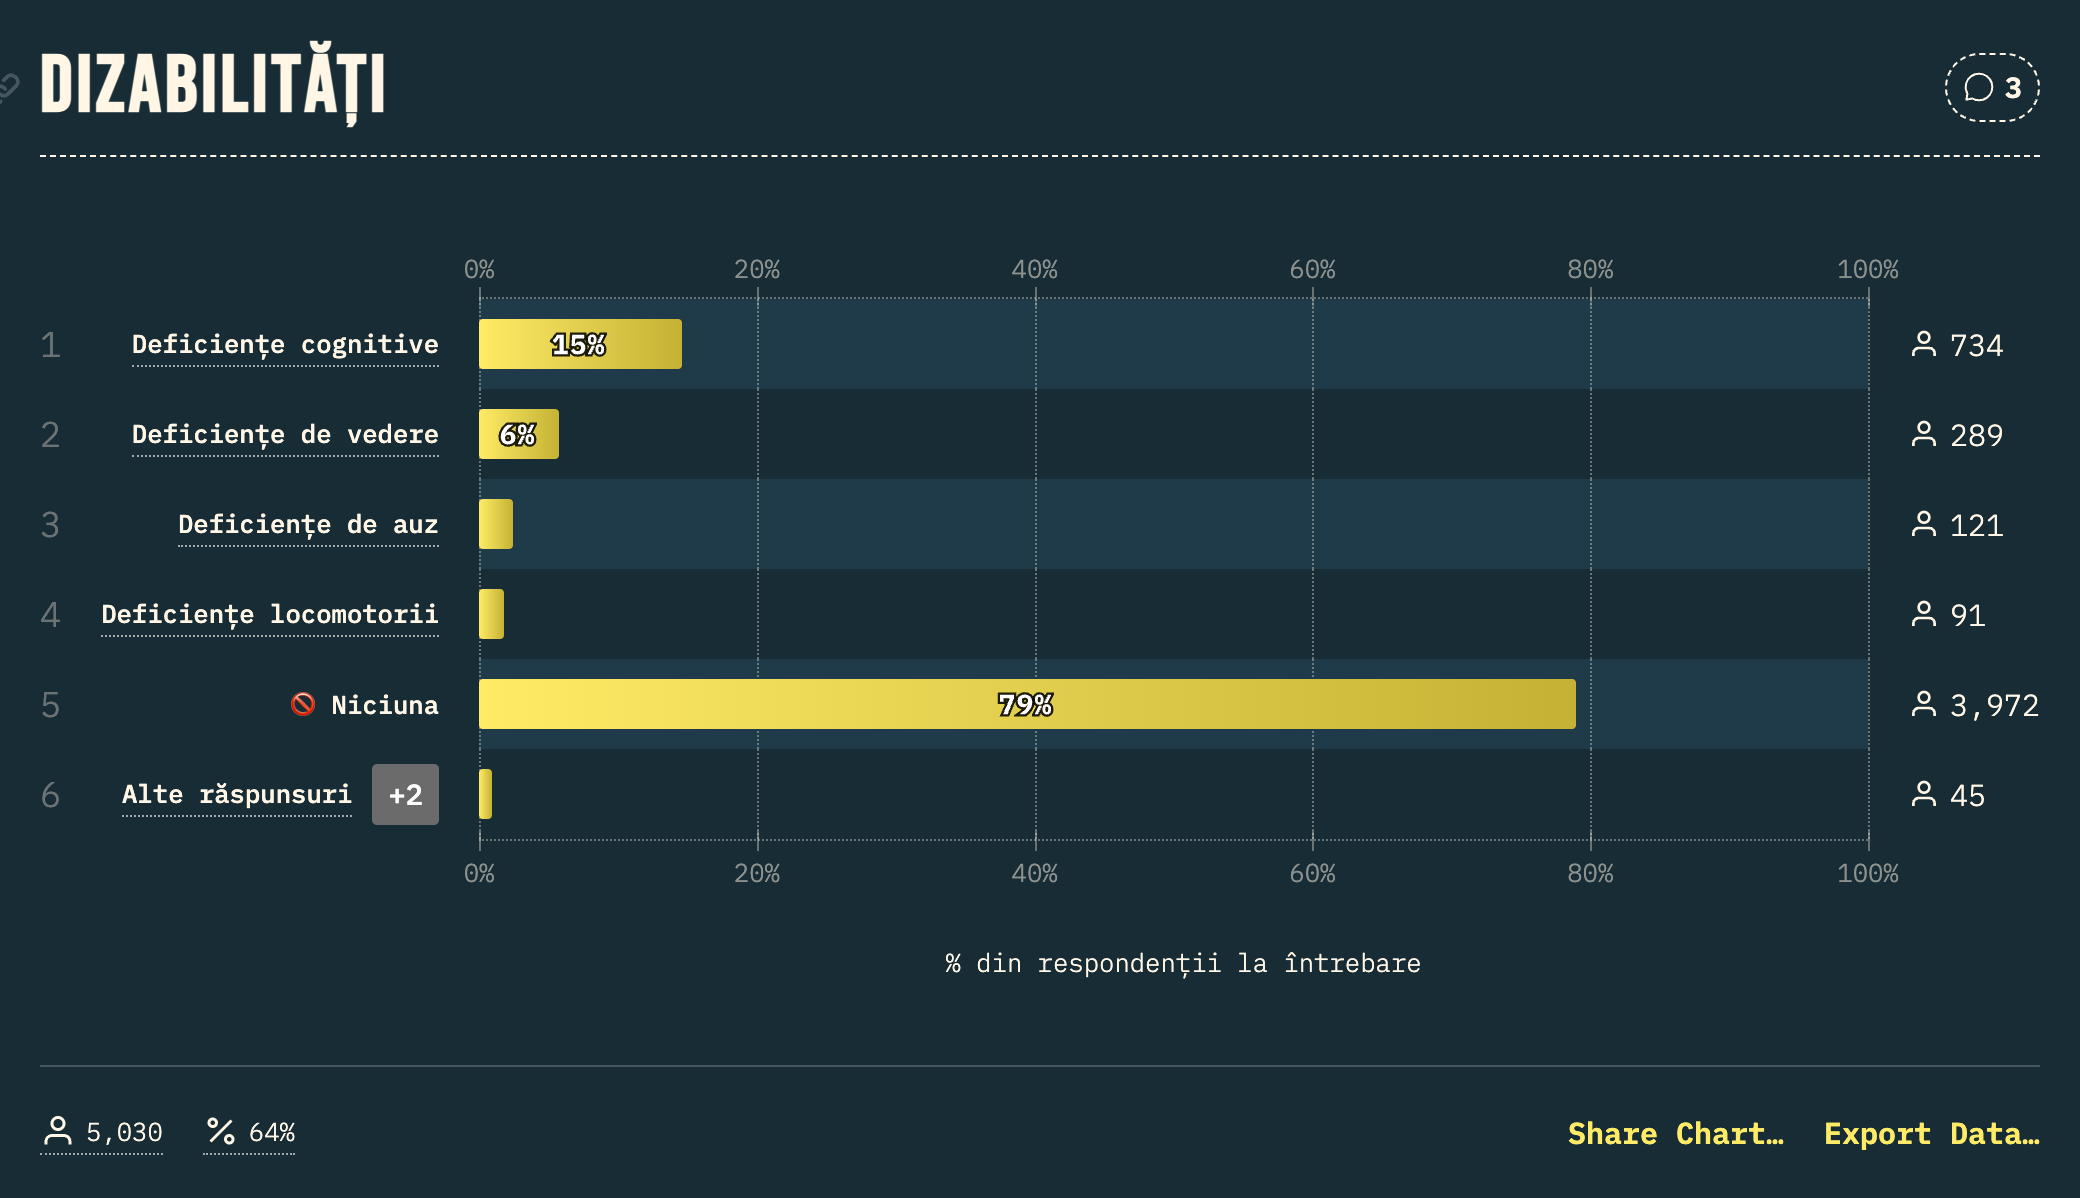 DIZABILITĂȚI
3
0% 20% 40% 60% 80% 100%
1 Deficiențe cognitive 15% 734
2 Deficiențe de vedere 6% 289
3 Deficiențe de auz 121
4 Deficiențe locomotorii 91
5 Niciuna 79% 3,972
6 Alte răspunsuri +2 45
0% 20% 40% 60% 80% 100%
% din respondenții la întrebare
5,030 64% Share Chart… Export Data…